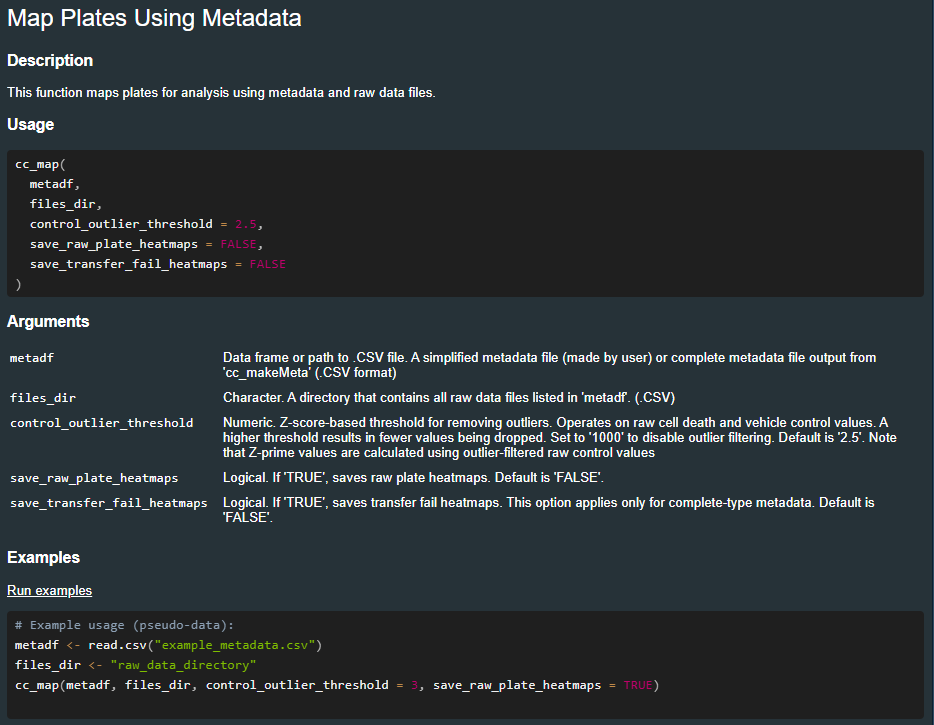 Map Plates Using Metadata
Description
This function maps plates for analysis using metadata and raw data files.
Usage
cc_map(
  metadf,
  files_dir,
  control_outlier_threshold = 2.5,
  save_raw_plate_heatmaps = FALSE,
  save_transfer_fail_heatmaps = FALSE
)
Arguments
metadf Data frame or path to .CSV file. A simplified metadata file (made by user) or complete metadata file output from
'cc_makeMeta' (.CSV format)
files_dir Character. A directory that contains all raw data files listed in 'metadf'. (.CSV)
control_outlier_threshold Numeric. Z-score-based threshold for removing outliers. Operates on raw cell death and vehicle control values. A
higher threshold results in fewer values being dropped. Set to '1000' to disable outlier filtering. Default is '2.5'. Note
that Z-prime values are calculated using outlier-filtered raw control values
save_raw_plate_heatmaps Logical. If 'TRUE', saves raw plate heatmaps. Default is 'FALSE'.
save_transfer_fail_heatmaps Logical. If 'TRUE', saves transfer fail heatmaps. This option applies only for complete-type metadata. Default is
'FALSE'.
Examples
Run examples
# Example usage (pseudo-data):
metadf <- read.csv("example_metadata.csv")
files_dir <- "raw_data_directory"
cc_map(metadf, files_dir, control_outlier_threshold = 3, save_raw_plate_heatmaps = TRUE)